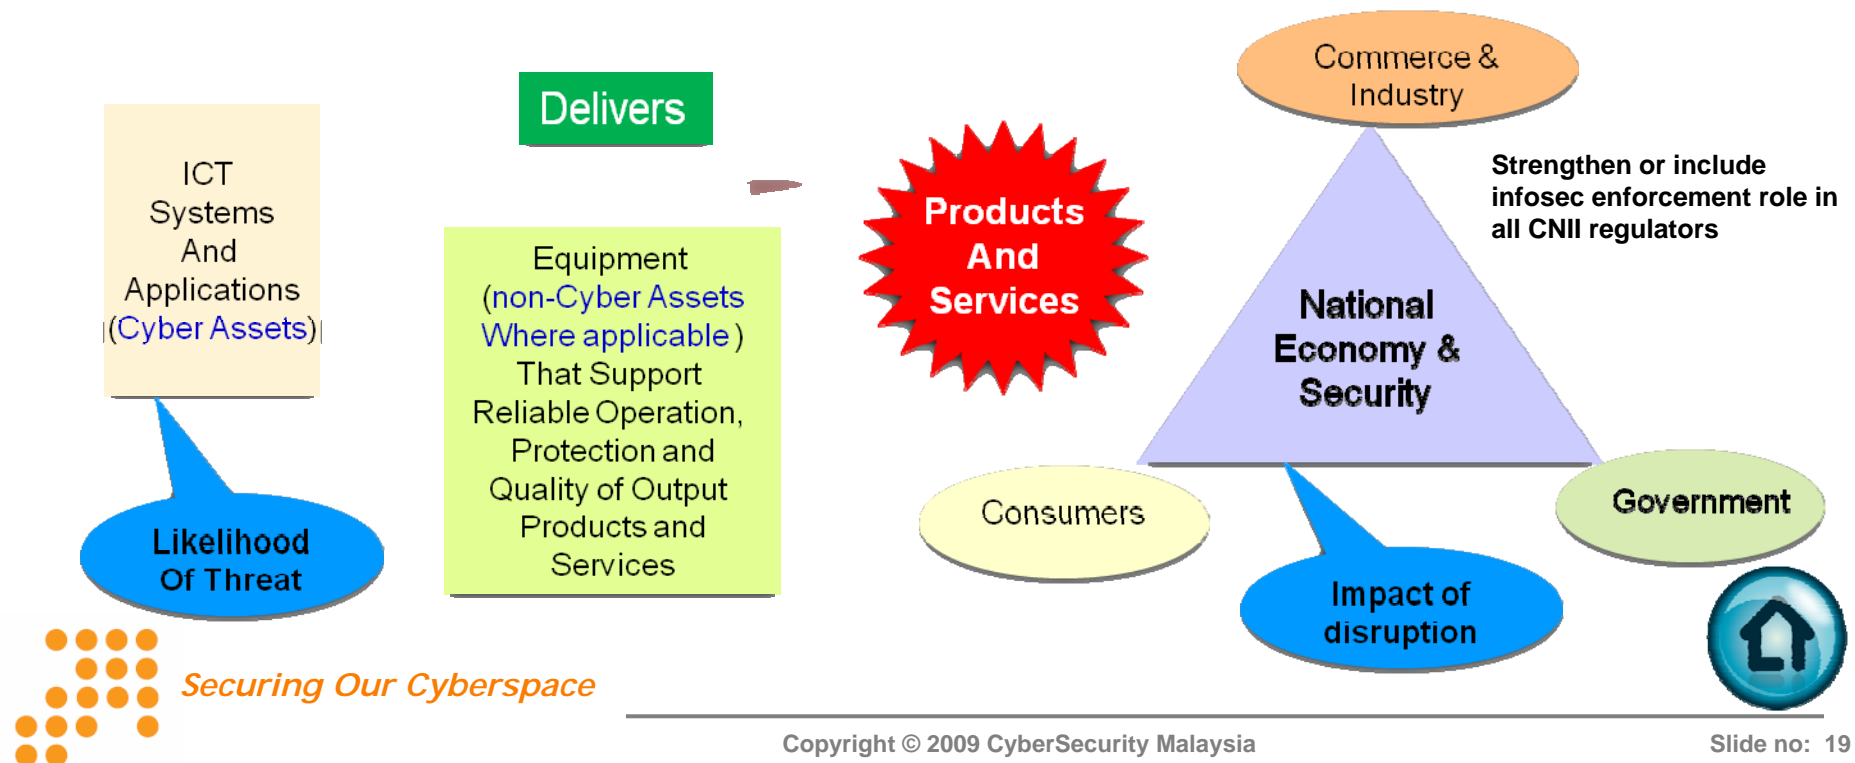 ICT
Systems
And
Applications
(Cyber Assets)
Likelihood
Of Threat
Delivers
Equipment
(non-Cyber Assets
Where applicable)
That Support
Reliable Operation,
Protection and
Quality of Output
Products and
Services
Products
And
Services
Commerce &
Industry
Strengthen or include
infosec enforcement role in
all CNII regulators
National
Economy &
Security
Consumers
Government
Impact of
disruption
Securing Our Cyberspace
Copyright © 2009 CyberSecurity Malaysia
Slide no: 19